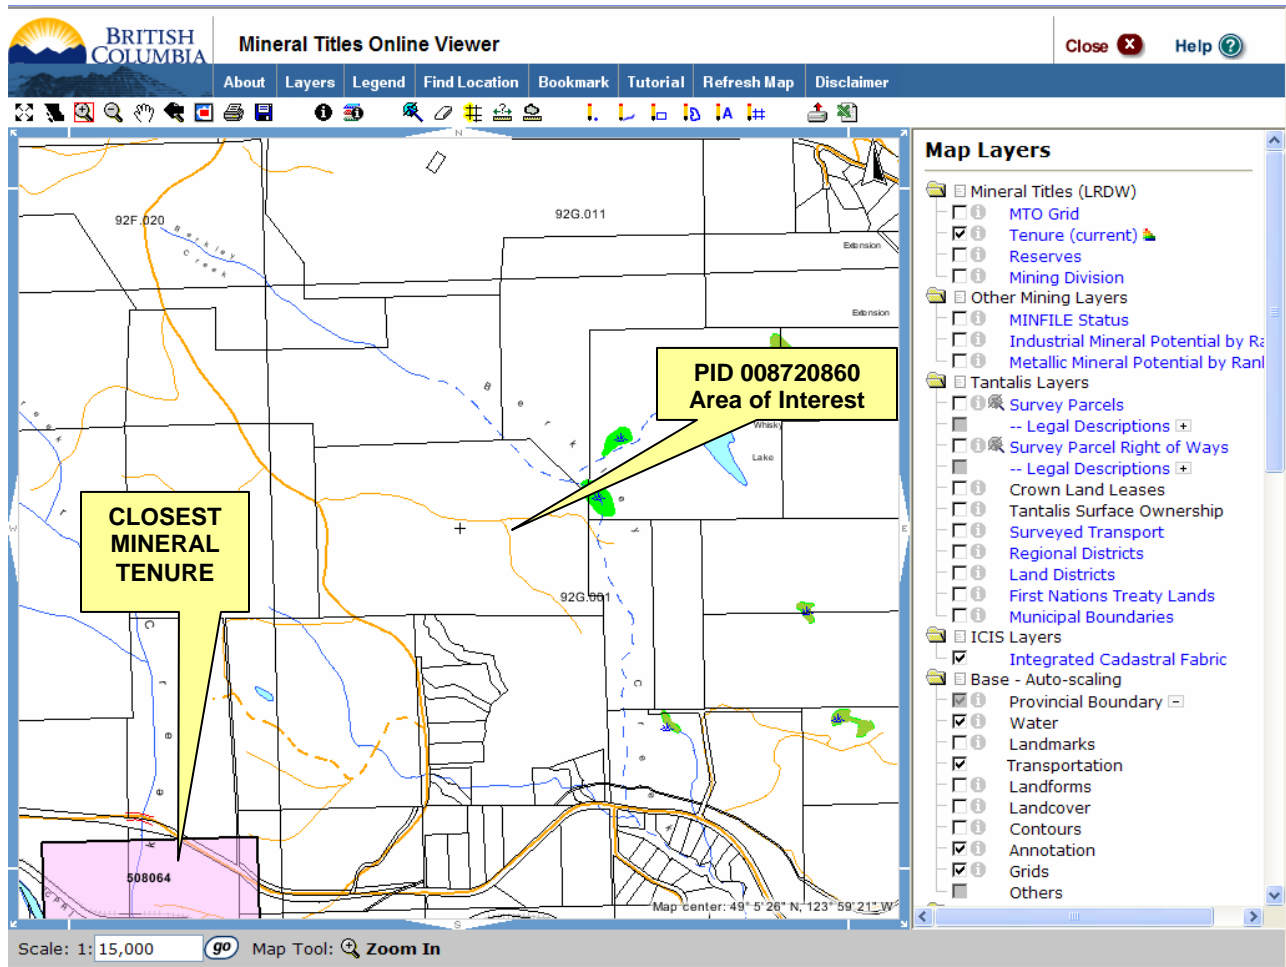 BRITISH
COLUMBIA
Mineral Titles Online Viewer
Close
Help
About Layers Legend Find Location Bookmark Tutorial Refresh Map Disclaimer
N
92F.020
92G.011
Berkley
Creek
Extension
Extension
PID 008720860
Area of Interest
Whisky
Lake
Berkley
Creek
CLOSEST
MINERAL
TENURE
W
E
92G.001
Creek
508064
Map center: 49° 5'26" N, 123° 59'21" W
S
Map Layers
Mineral Titles (LRDW)
MTO Grid
Tenure (current)
Reserves
Mining Division
Other Mining Layers
MINFILE Status
Industrial Mineral Potential by Ra
Metallic Mineral Potential by Ranl
Tantalis Layers
Survey Parcels
-- Legal Descriptions +
Survey Parcel Right of Ways
-- Legal Descriptions +
Crown Land Leases
Tantalis Surface Ownership
Surveyed Transport
Regional Districts
Land Districts
First Nations Treaty Lands
Municipal Boundaries
ICIS Layers
Integrated Cadastral Fabric
Base - Auto-scaling
Provincial Boundary −
Water
Landmarks
Transportation
Landforms
Landcover
Contours
Annotation
Grids
Others
Scale: 1: 15,000 go Map Tool: Zoom In